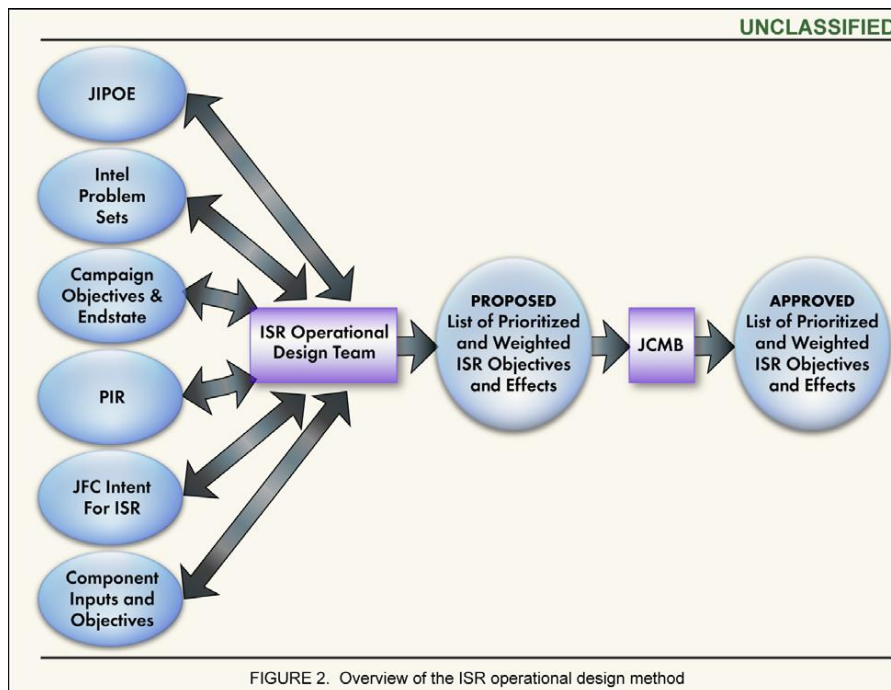 UNCLASSIFIED
JIPOE
Intel
Problem
Sets
Campaign
Objectives &
Endstate
PIR
JFC Intent
For ISR
Component
Inputs and
Objectives
ISR Operational
Design Team
PROPOSED
List of Prioritized
and Weighted
ISR Objectives
and Effects
JCMB
APPROVED
List of Prioritized
and Weighted
ISR Objectives
and Effects
FIGURE 2. Overview of the ISR operational design method